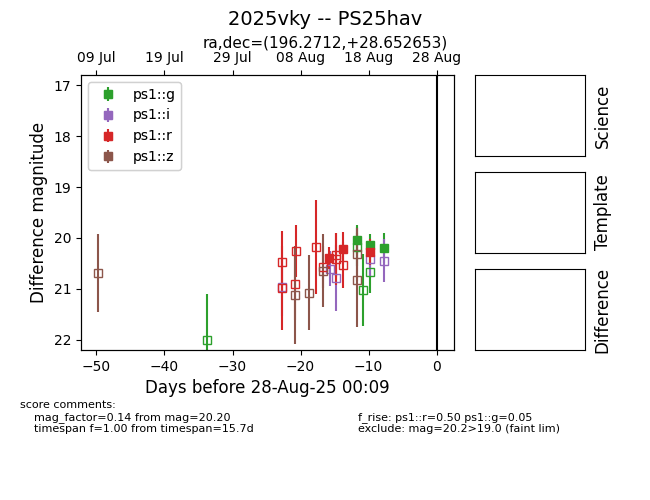 2025vky -- PS25hav
ra,dec=(196.2712,+28.652653)
09 Jul 19 Jul 29 Jul 08 Aug 18 Aug 28 Aug
ps1::g
ps1::i
ps1::r
ps1::z
17
18
19
20
21
22
Difference magnitude
−50 −40 −30 −20 −10 0
Days before 28-Aug-25 00:09
Science
Template
Difference
score comments:
mag_factor=0.14 from mag=20.20
timespan f=1.00 from timespan=15.7d
f_rise: ps1::r=0.50 ps1::g=0.05
exclude: mag=20.2>19.0 (faint lim)